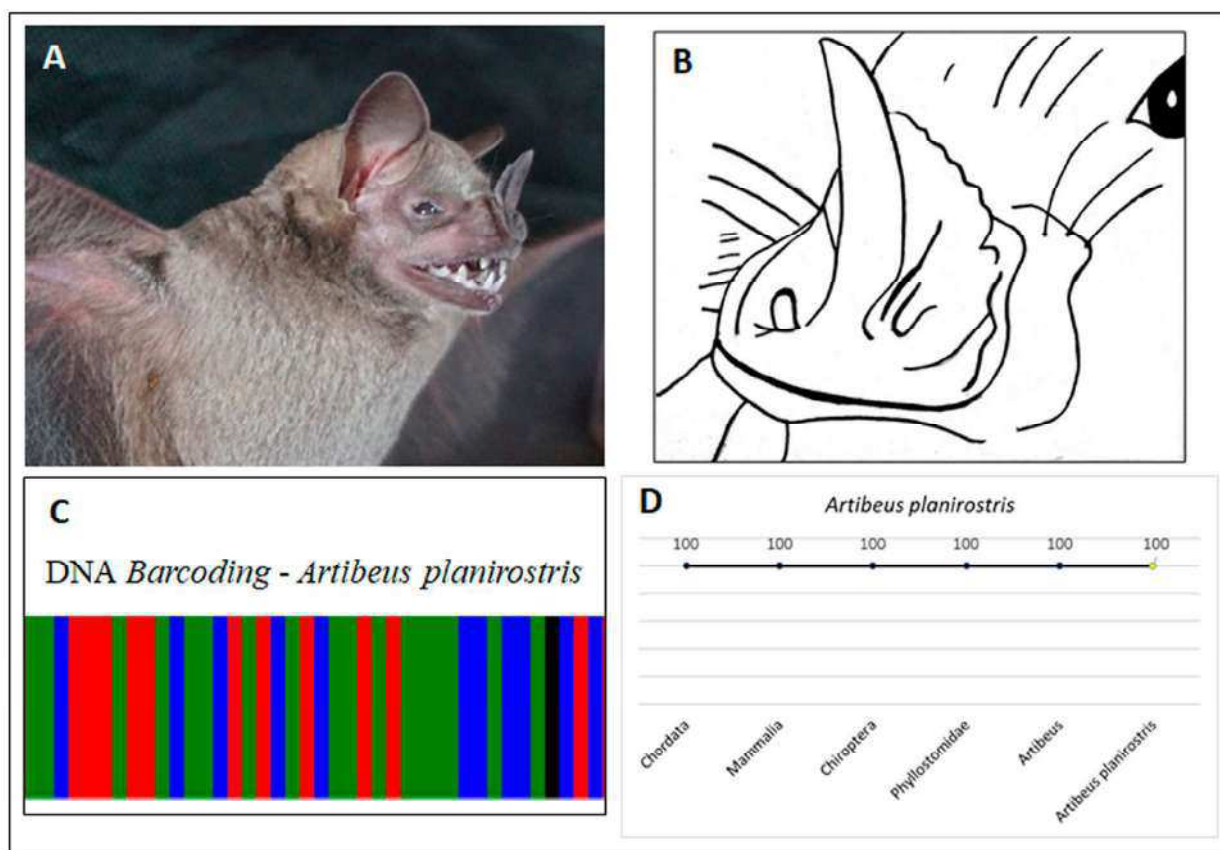 A
B
C
DNA Barcoding - Artibeus planirostris
D
Artibeus planirostris
100 100 100 100 100 100
Chordata
Mammalia
Chiroptera
Phyllostomidae
Artibeus
Artibeus planirostris